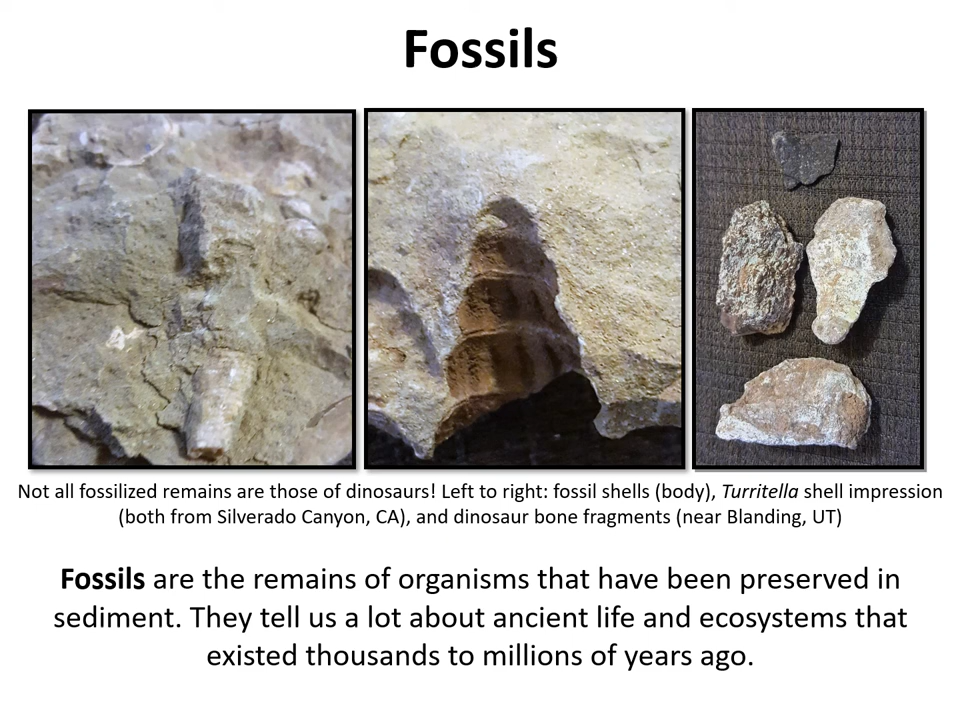 Fossils
Not all fossilized remains are those of dinosaurs! Left to right: fossil shells (body), Turritella shell impression
(both from Silverado Canyon, CA), and dinosaur bone fragments (near Blanding, UT)
Fossils are the remains of organisms that have been preserved in
sediment. They tell us a lot about ancient life and ecosystems that
existed thousands to millions of years ago.